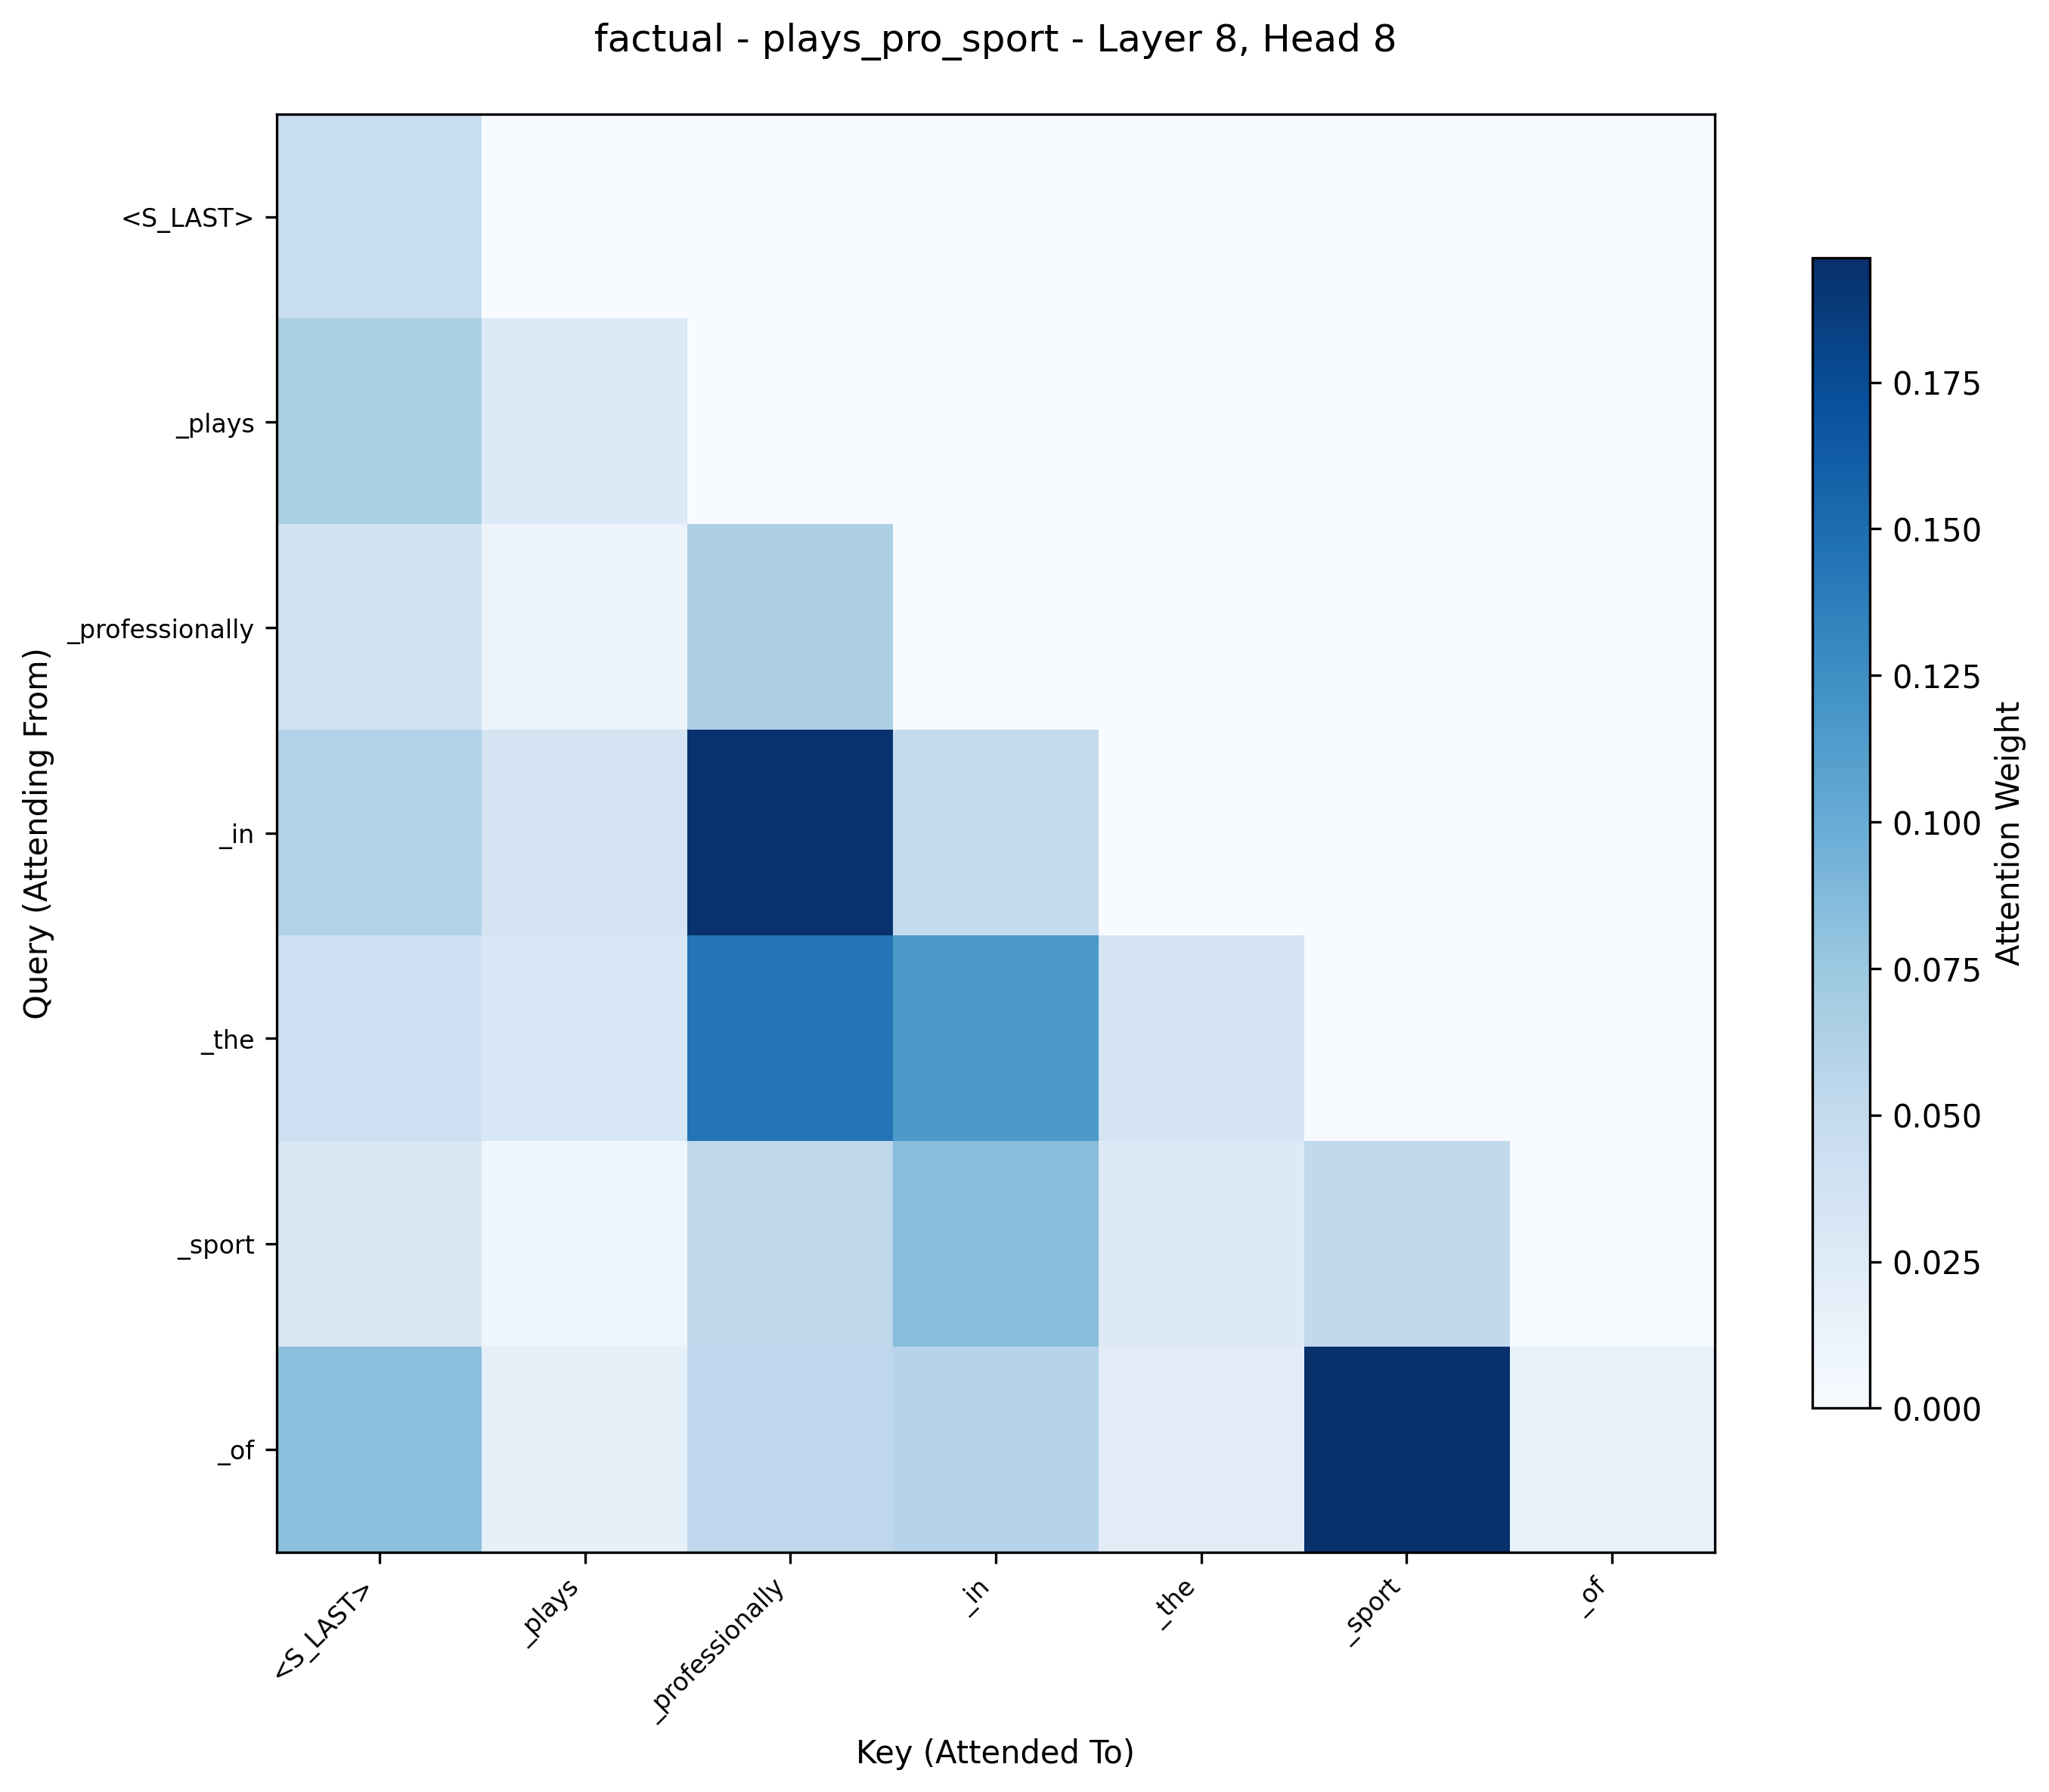 factual - plays_pro_sport - Layer 8, Head 8
Query (Attending From)
<S_LAST>
_plays
_professionally
_in
_the
_sport
_of
<S_LAST>
_plays
_professionally
_in
_the
_sport
_of
Key (Attended To)
0.175
0.150
0.125
0.100
0.075
0.050
0.025
0.000
Attention Weight